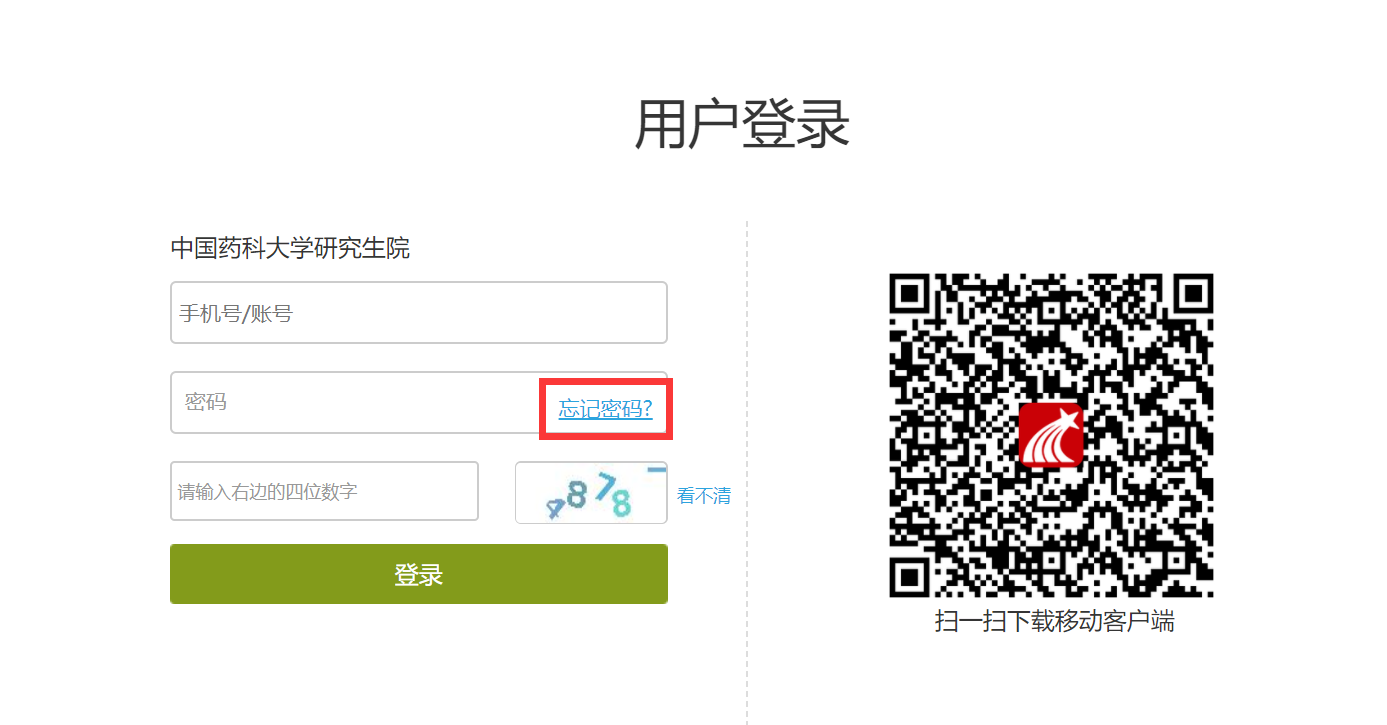 用户登录
中国药科大学研究生院
手机号/账号
密码
忘记密码?
请输入右边的四位数字
4878
看不清
登录
扫一扫下载移动客户端